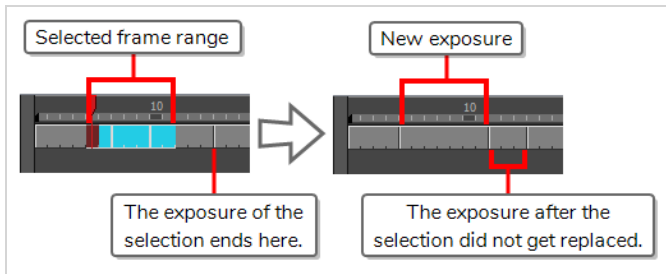 Selected frame range
New exposure
10
10
The exposure of the
selection ends here.
The exposure after the
selection did not get replaced.